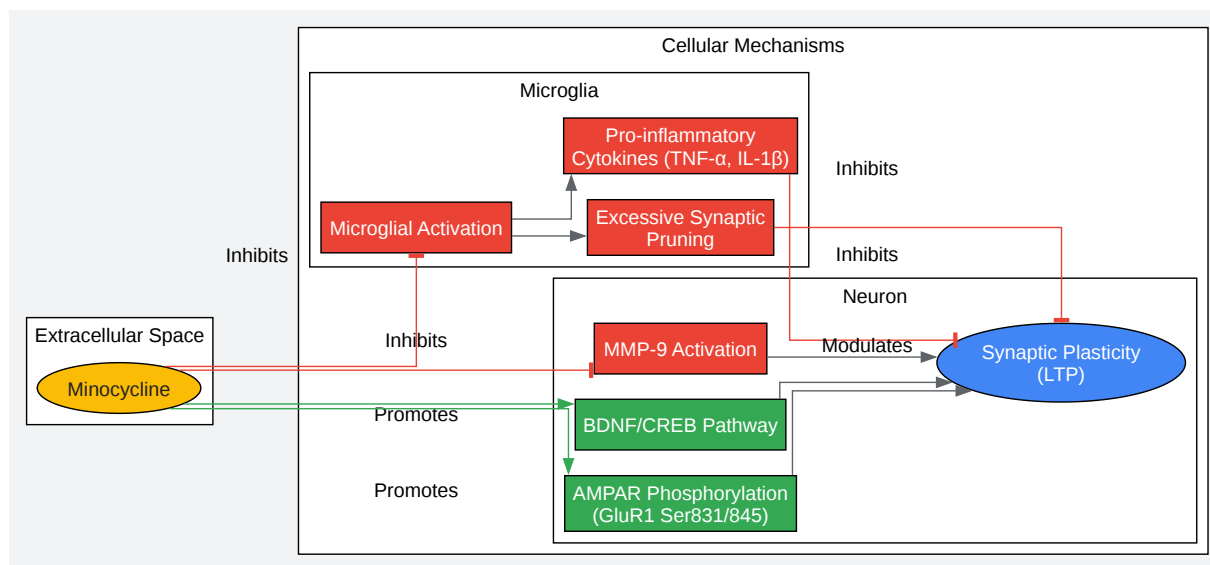 Cellular Mechanisms
Microglia
Pro-inflammatory
Cytokines (TNF-α, IL-1β)
Inhibits
Microglial Activation
Excessive Synaptic
Pruning
Inhibits
Inhibits
Neuron
Extracellular Space
Inhibits
MMP-9 Activation
Modulates
Synaptic Plasticity
(LTP)
Minocycline
Promotes
BDNF/CREB Pathway
Promotes
AMPAR Phosphorylation
(GluR1 Ser831/845)